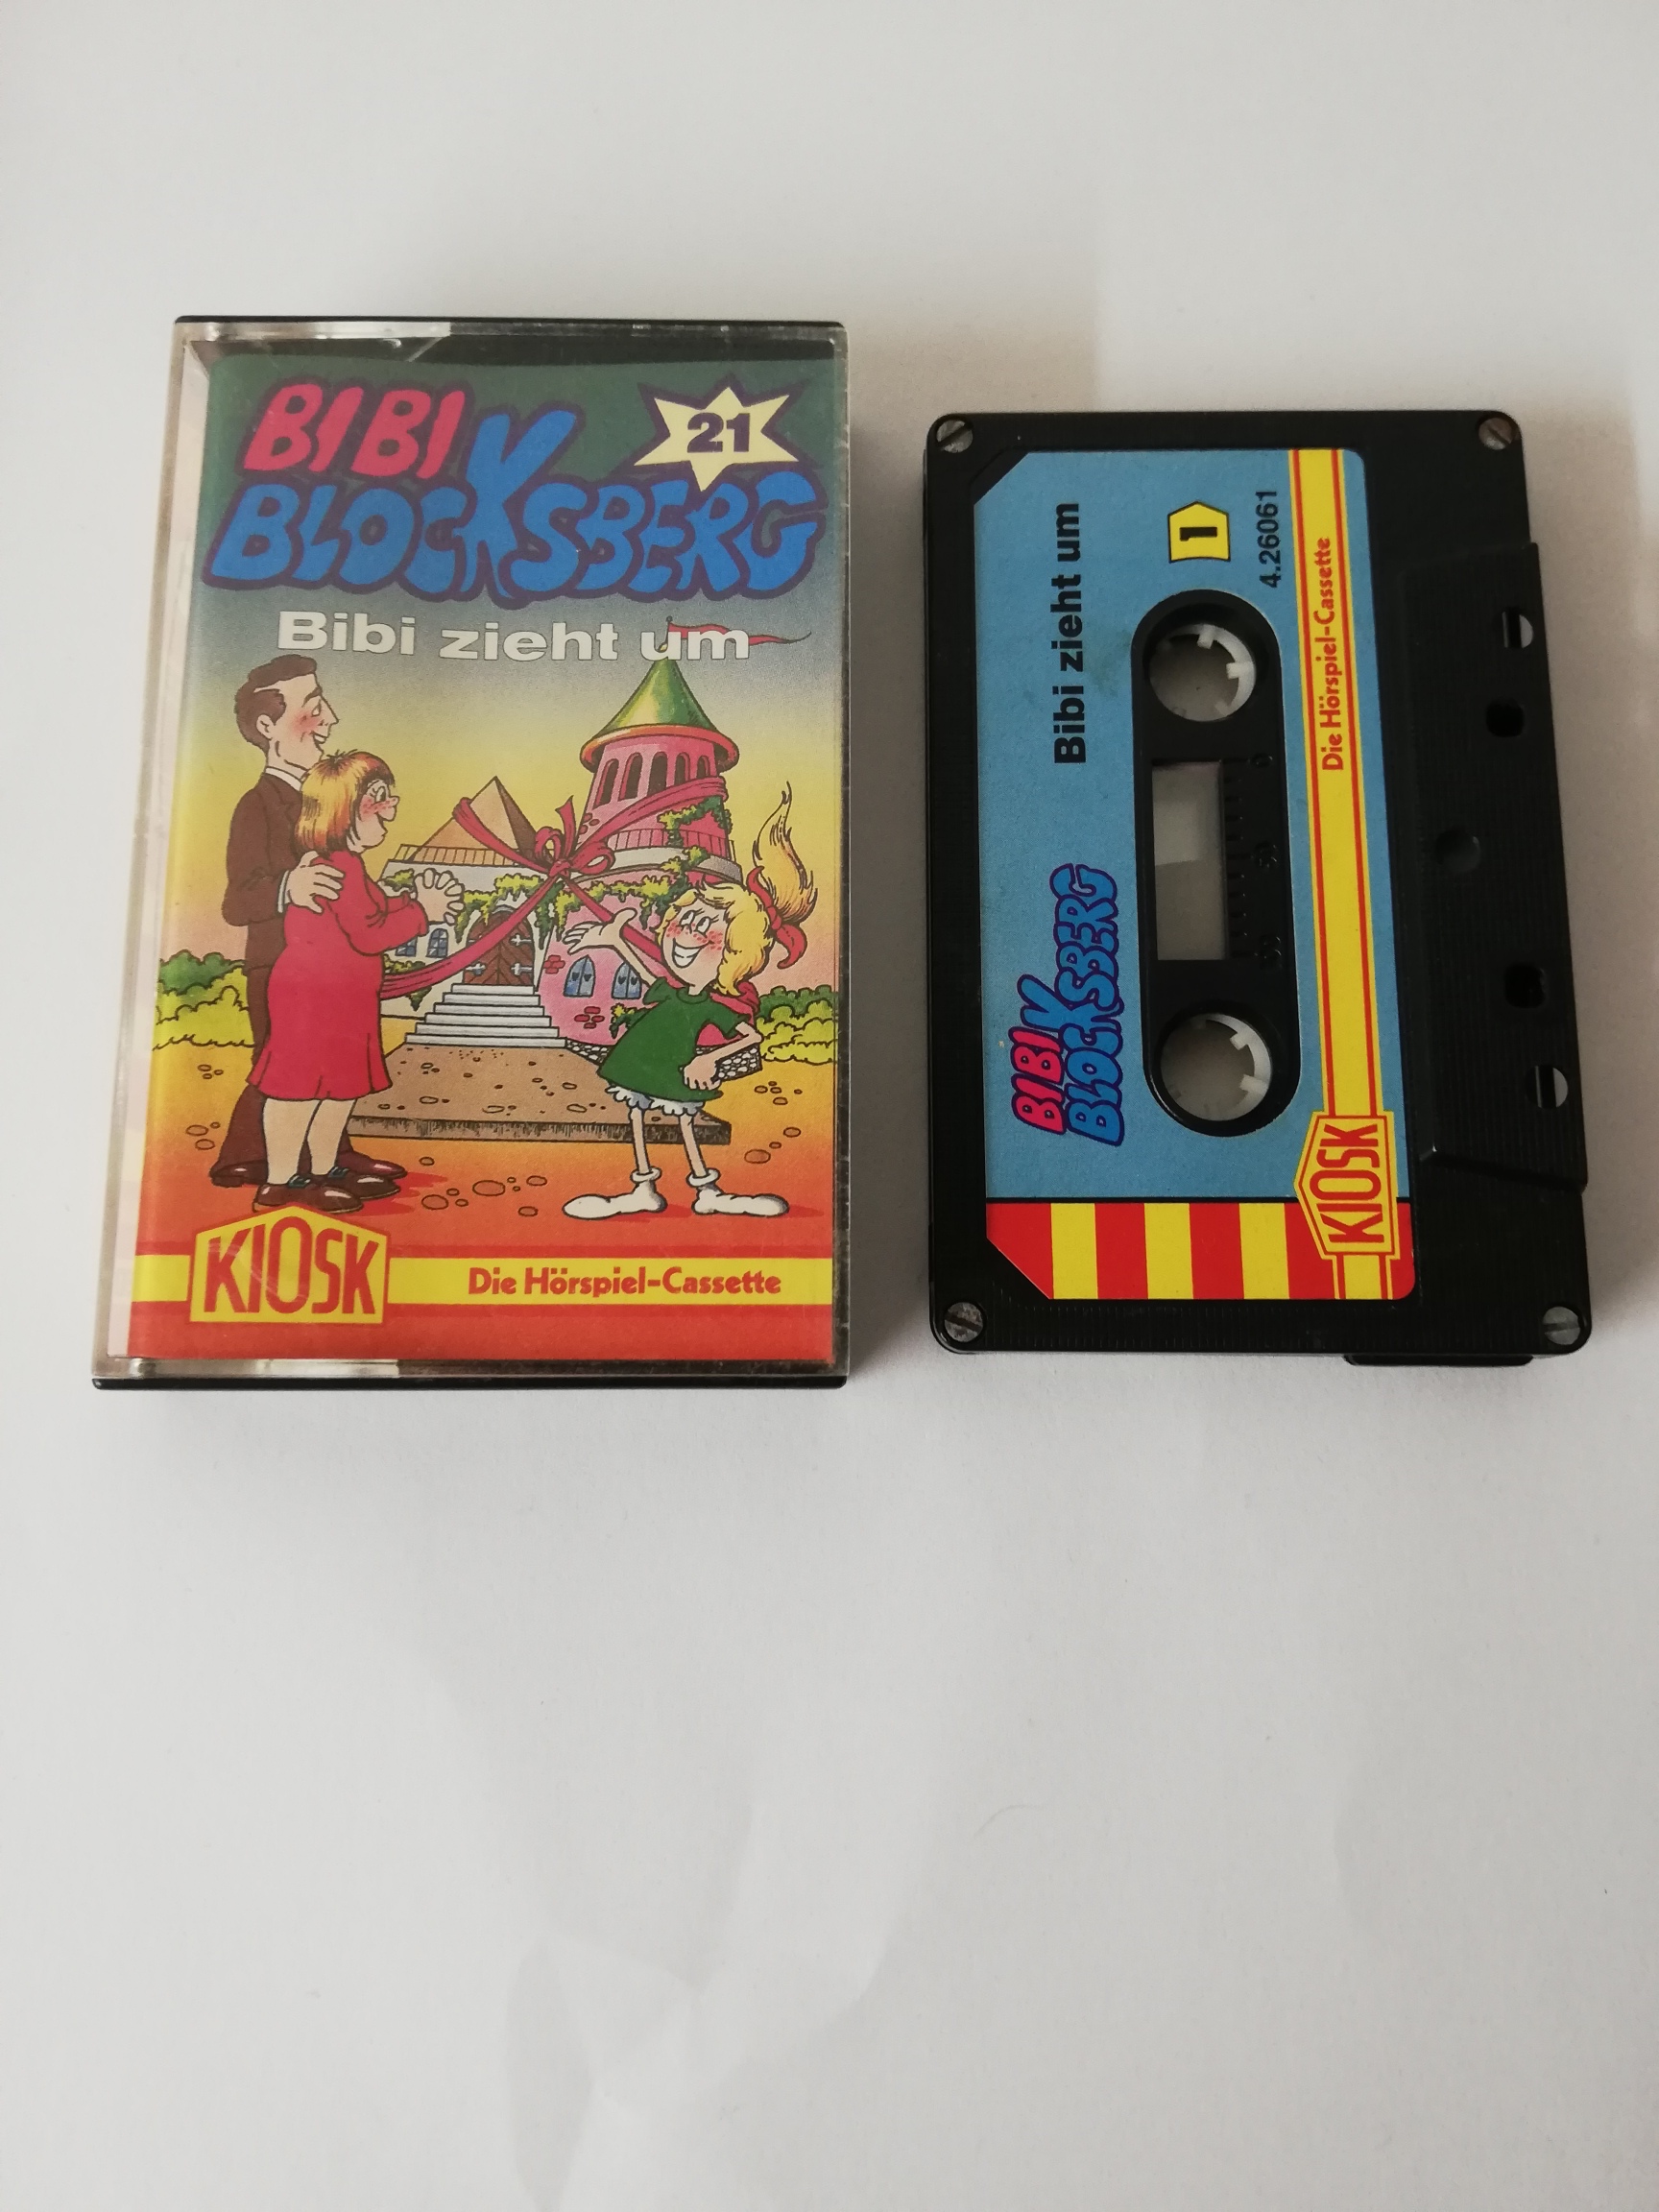 BIBI
BLOCKSBERG
21
Bibi zieht um
KIOSK
Die Hörspiel-Cassette
BIBI
BLOCKSBERG
Bibi zieht um
1
4.26061
KIOSK
Die Hörspiel-Cassette